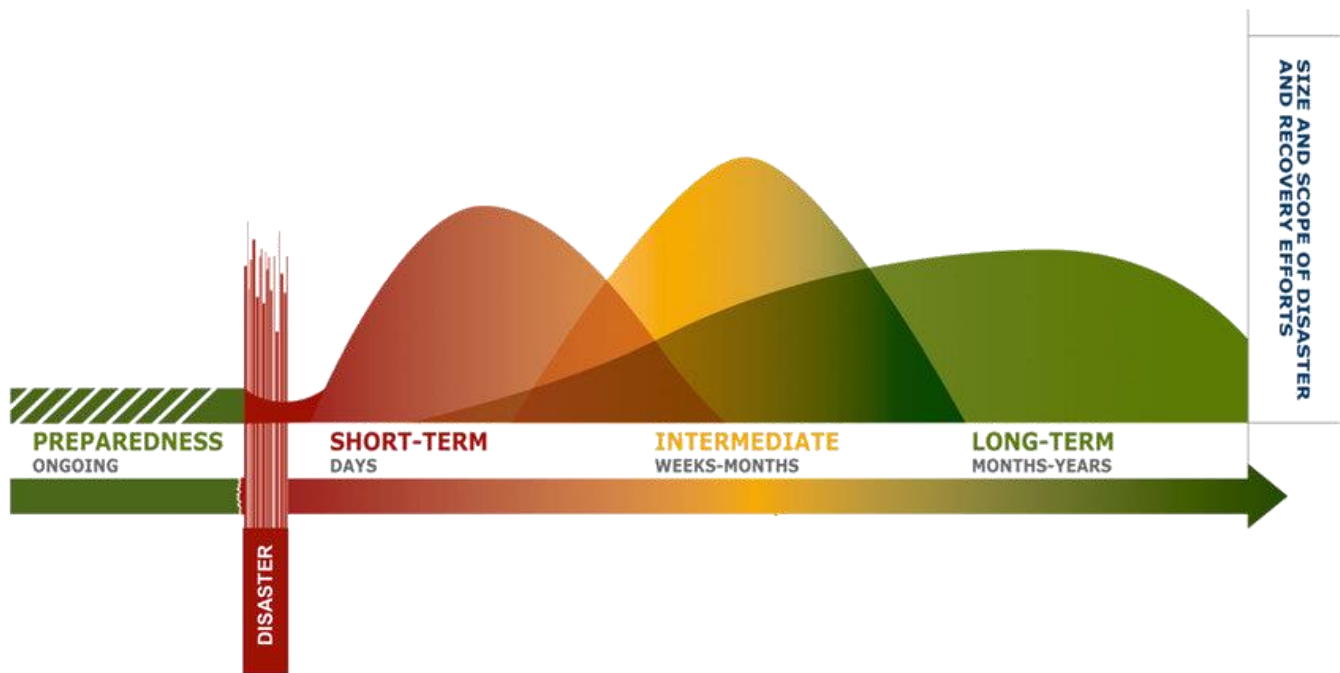 PREPAREDNESS
ONGOING
SHORT-TERM
DAYS
INTERMEDIATE
WEEKS-MONTHS
LONG-TERM
MONTHS-YEARS
DISASTER
SIZE AND SCOPE OF DISASTER
AND RECOVERY EFFORTS